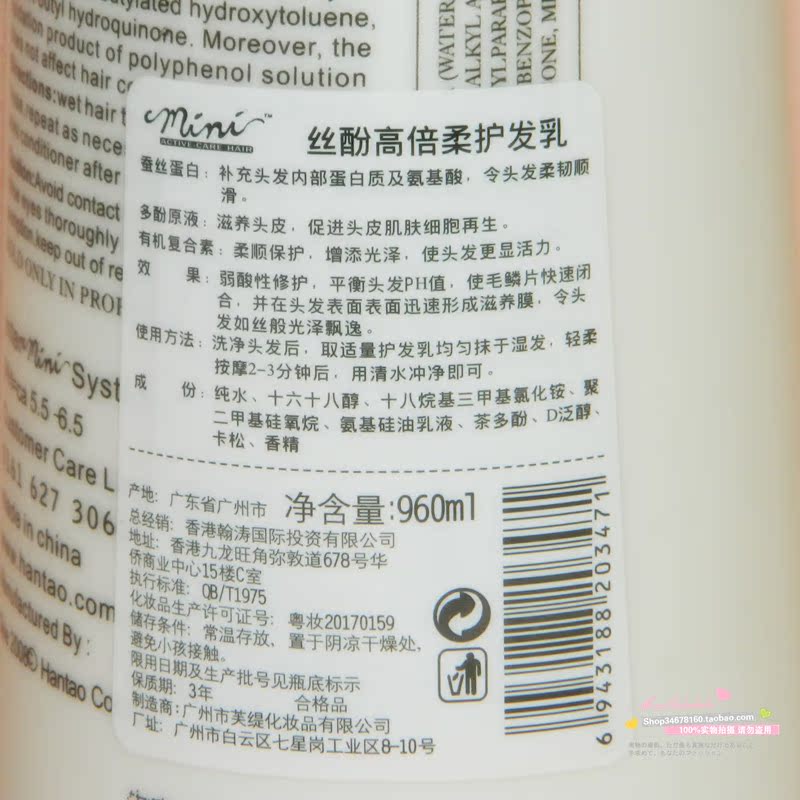 butylated hydroxytoluene,
butyl hydroquinone. Moreover, the
product of polyphenol solution
not affect hair
wet hair
repeat as nece
conditioner after
Avoid contact
eyes thoroughly
keep out of re
ONLY IN PROF
mini Syst
5.5-6.5
Customer Care L
627 306
in china
hantao.com
Manufactured By :
2008© Hantao Co
(WATER
ALKYL A
YLPARAB
BENZOP
ONE, M
mini™
ACTIVE CARE HAIR
丝酚高倍柔护发乳
蚕丝蛋白：补充头发内部蛋白质及氨基酸，令头发柔韧顺
滑。
多酚原液：滋养头皮，促进头皮肌肤细胞再生。
有机复合素：柔顺保护，增添光泽，使头发更显活力。
效 果：弱酸性修护，平衡头发PH值，使毛鳞片快速闭
合，并在头发表面表面迅速形成滋养膜，令头
发如丝般光泽飘逸。
使用方法：洗净头发后，取适量护发乳均匀抹于湿发，轻柔
按摩2-3分钟后，用清水冲净即可。
成 份：纯水、十六十八醇、十八烷基三甲基氯化铵、聚
二甲基硅氧烷、氨基硅油乳液、茶多酚、D泛醇、
卡松、香精
产地：广东省广州市 净含量:960ml
总经销：香港翰涛国际投资有限公司
地址：香港九龙旺角弥敦道678号华
侨商业中心15楼C室
执行标准：QB/T1975
化妆品生产许可证号：粤妆20170159
储存条件：常温存放，置于阴凉干燥处，
避免小孩接触。
限用日期及生产批号见瓶底标示
保质期：3年 合格品
制造商:广州市芙缇化妆品有限公司
厂址：广州市白云区七星岗工业区8-10号
6 943188 203471
Shop34678160.taobao.com
100%实物拍摄 请勿盗用